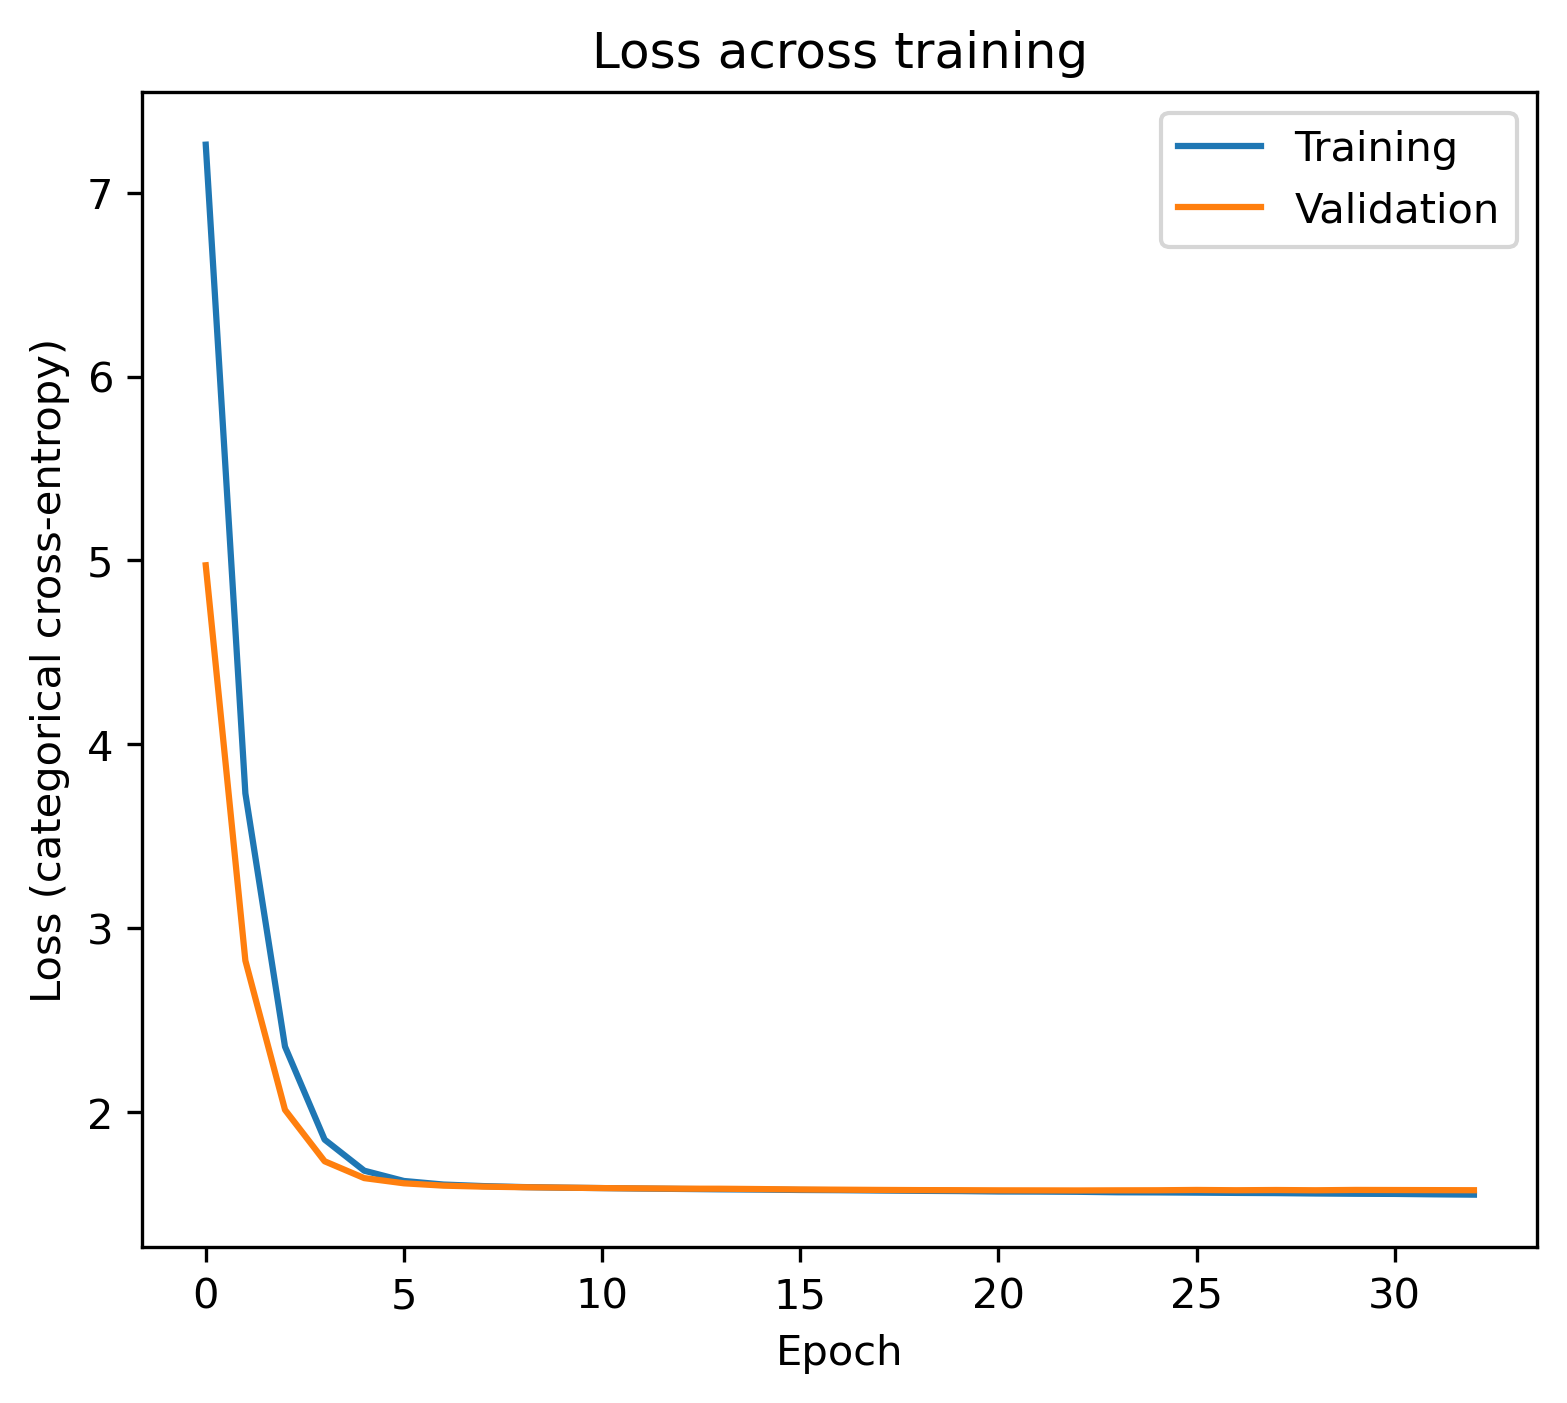 Loss across training
Training
Validation
Loss (categorical cross-entropy)
7
6
5
4
3
2
0 5 10 15 20 25 30
Epoch